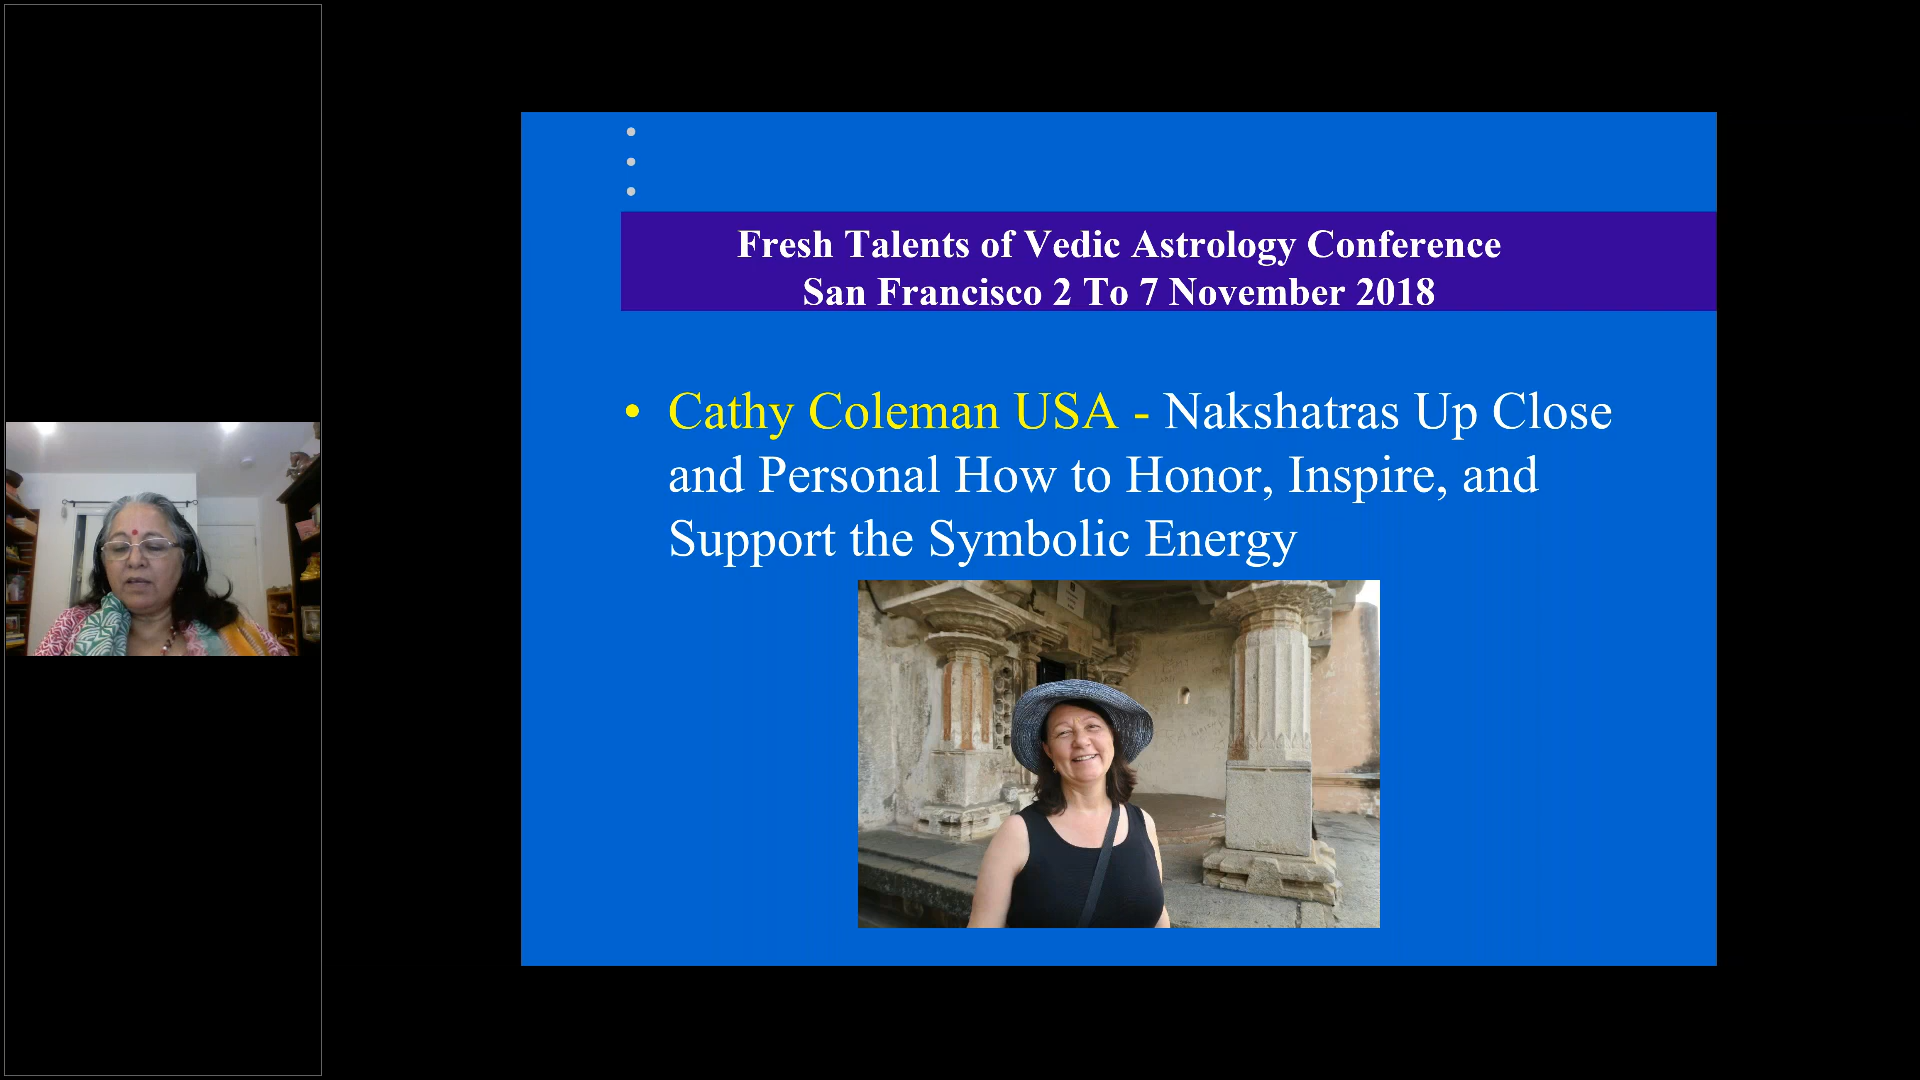 Fresh Talents of Vedic Astrology Conference
San Francisco 2 To 7 November 2018
• Cathy Coleman USA - Nakshatras Up Close
and Personal How to Honor, Inspire, and
Support the Symbolic Energy